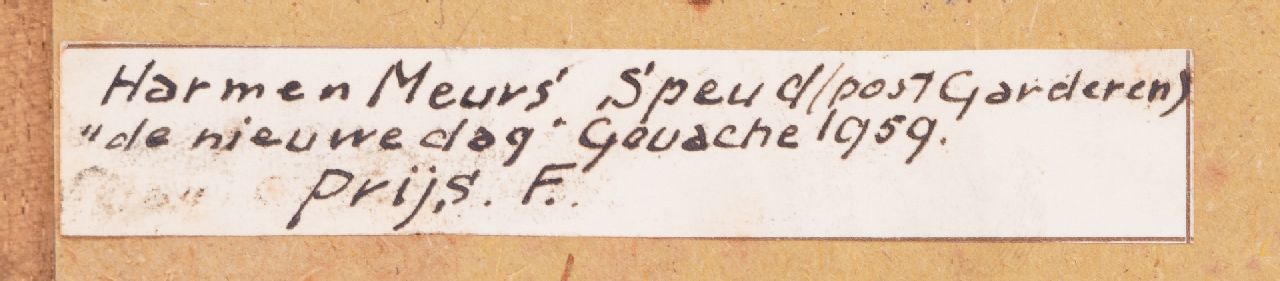 Harmen Meurs Speud (post Garderen)
"de nieuwe dag" Gouache 1959.
prijs. F.